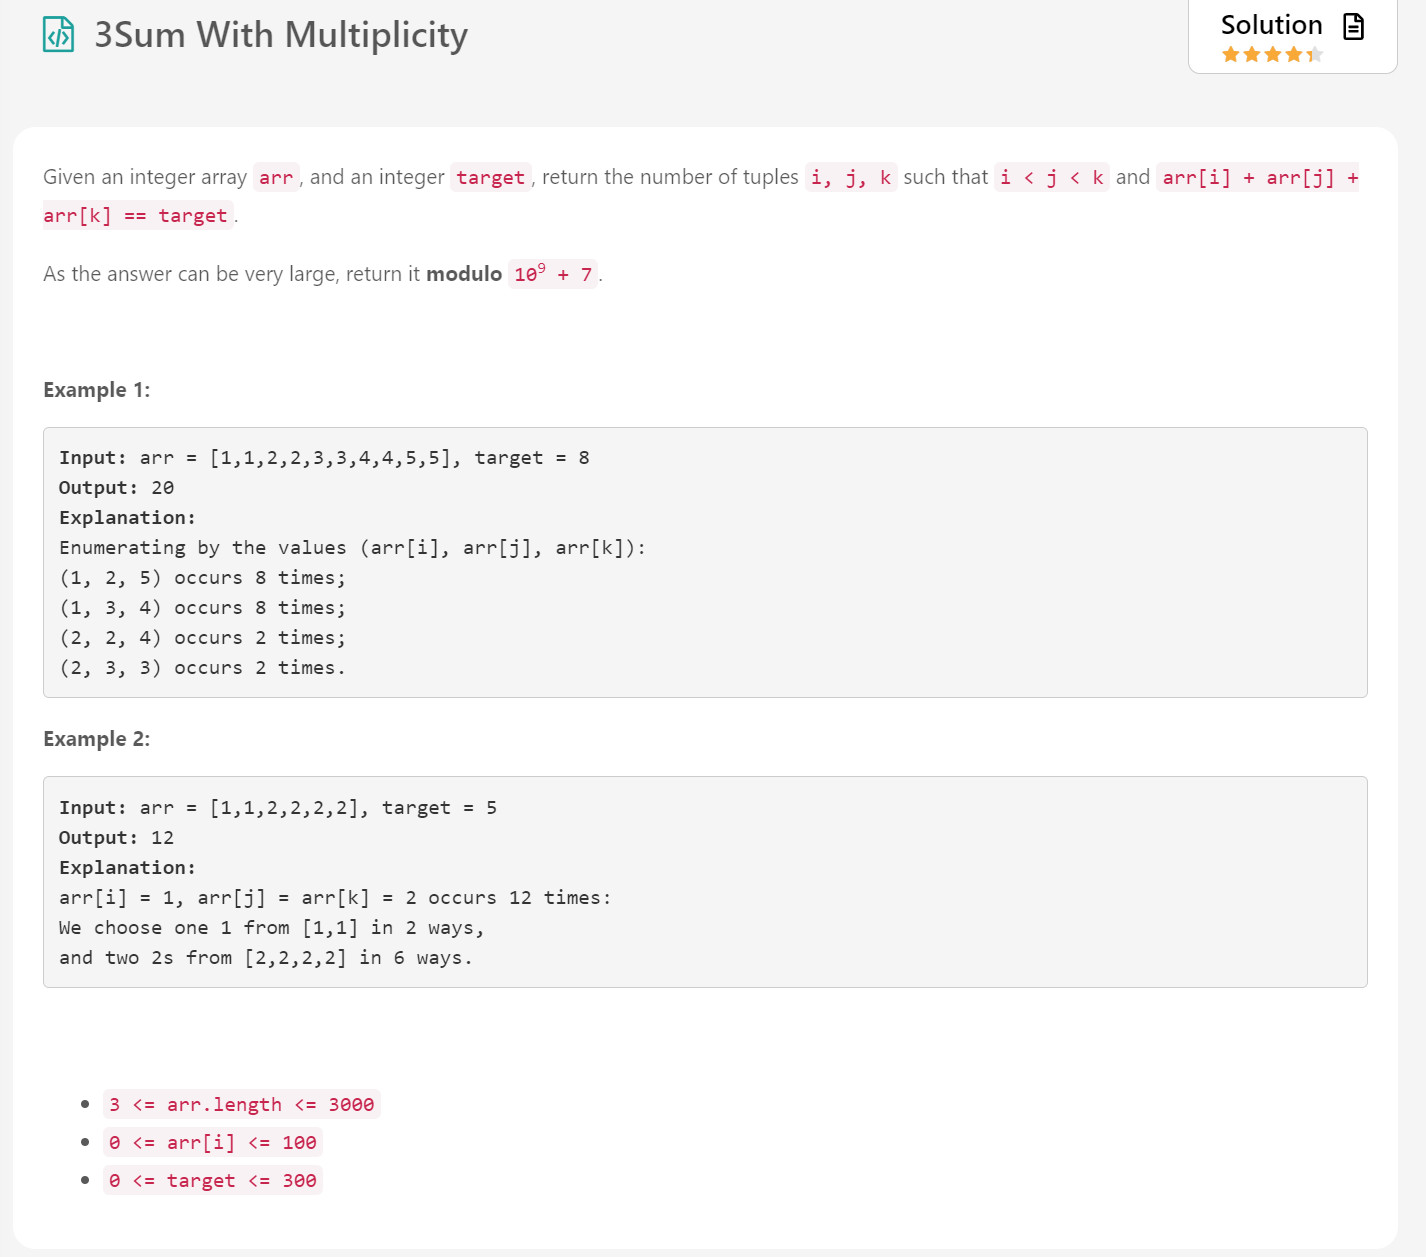 3Sum With Multiplicity
Solution
Given an integer array arr, and an integer target, return the number of tuples i, j, k such that i < j < k and arr[i] + arr[j] +
arr[k] == target.
As the answer can be very large, return it modulo 10⁹ + 7.
Example 1:
Input: arr = [1,1,2,2,3,3,4,4,5,5], target = 8
Output: 20
Explanation:
Enumerating by the values (arr[i], arr[j], arr[k]):
(1, 2, 5) occurs 8 times;
(1, 3, 4) occurs 8 times;
(2, 2, 4) occurs 2 times;
(2, 3, 3) occurs 2 times.
Example 2:
Input: arr = [1,1,2,2,2,2], target = 5
Output: 12
Explanation:
arr[i] = 1, arr[j] = arr[k] = 2 occurs 12 times:
We choose one 1 from [1,1] in 2 ways,
and two 2s from [2,2,2,2] in 6 ways.
3 <= arr.length <= 3000
0 <= arr[i] <= 100
0 <= target <= 300